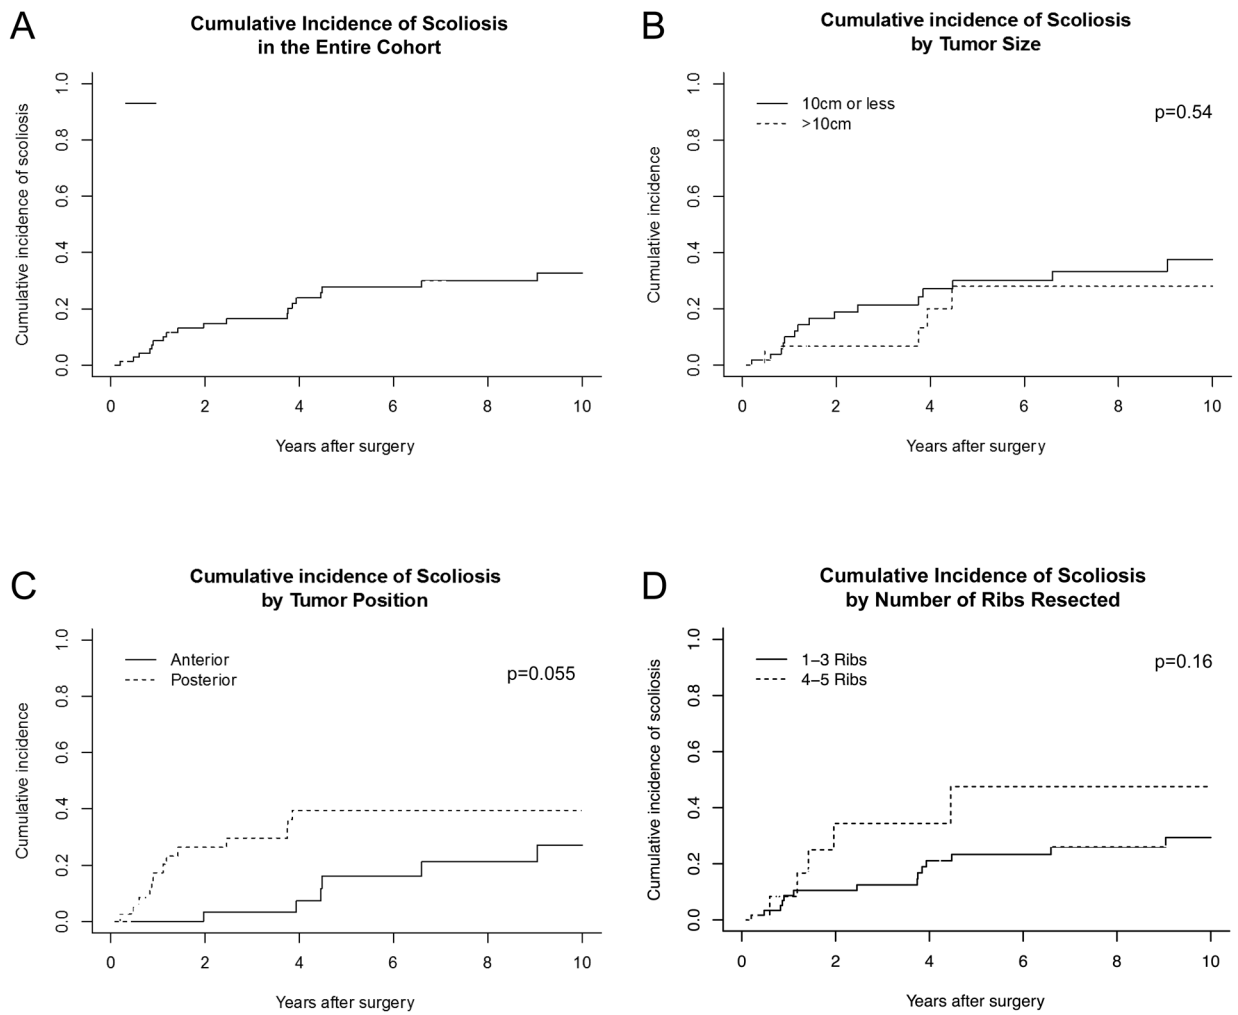 A
Cumulative Incidence of Scoliosis
in the Entire Cohort
Cumulative incidence of scoliosis
0.0 0.2 0.4 0.6 0.8 1.0
0 2 4 6 8 10
Years after surgery
B
Cumulative incidence of Scoliosis
by Tumor Size
10cm or less
>10cm
p=0.54
Cumulative incidence
0.0 0.2 0.4 0.6 0.8 1.0
0 2 4 6 8 10
Years after surgery
C
Cumulative incidence of Scoliosis
by Tumor Position
Anterior
Posterior
p=0.055
Cumulative incidence
0.0 0.2 0.4 0.6 0.8 1.0
0 2 4 6 8 10
Years after surgery
D
Cumulative Incidence of Scoliosis
by Number of Ribs Resected
1–3 Ribs
4–5 Ribs
p=0.16
Cumulative incidence of scoliosis
0.0 0.2 0.4 0.6 0.8 1.0
0 2 4 6 8 10
Years after surgery